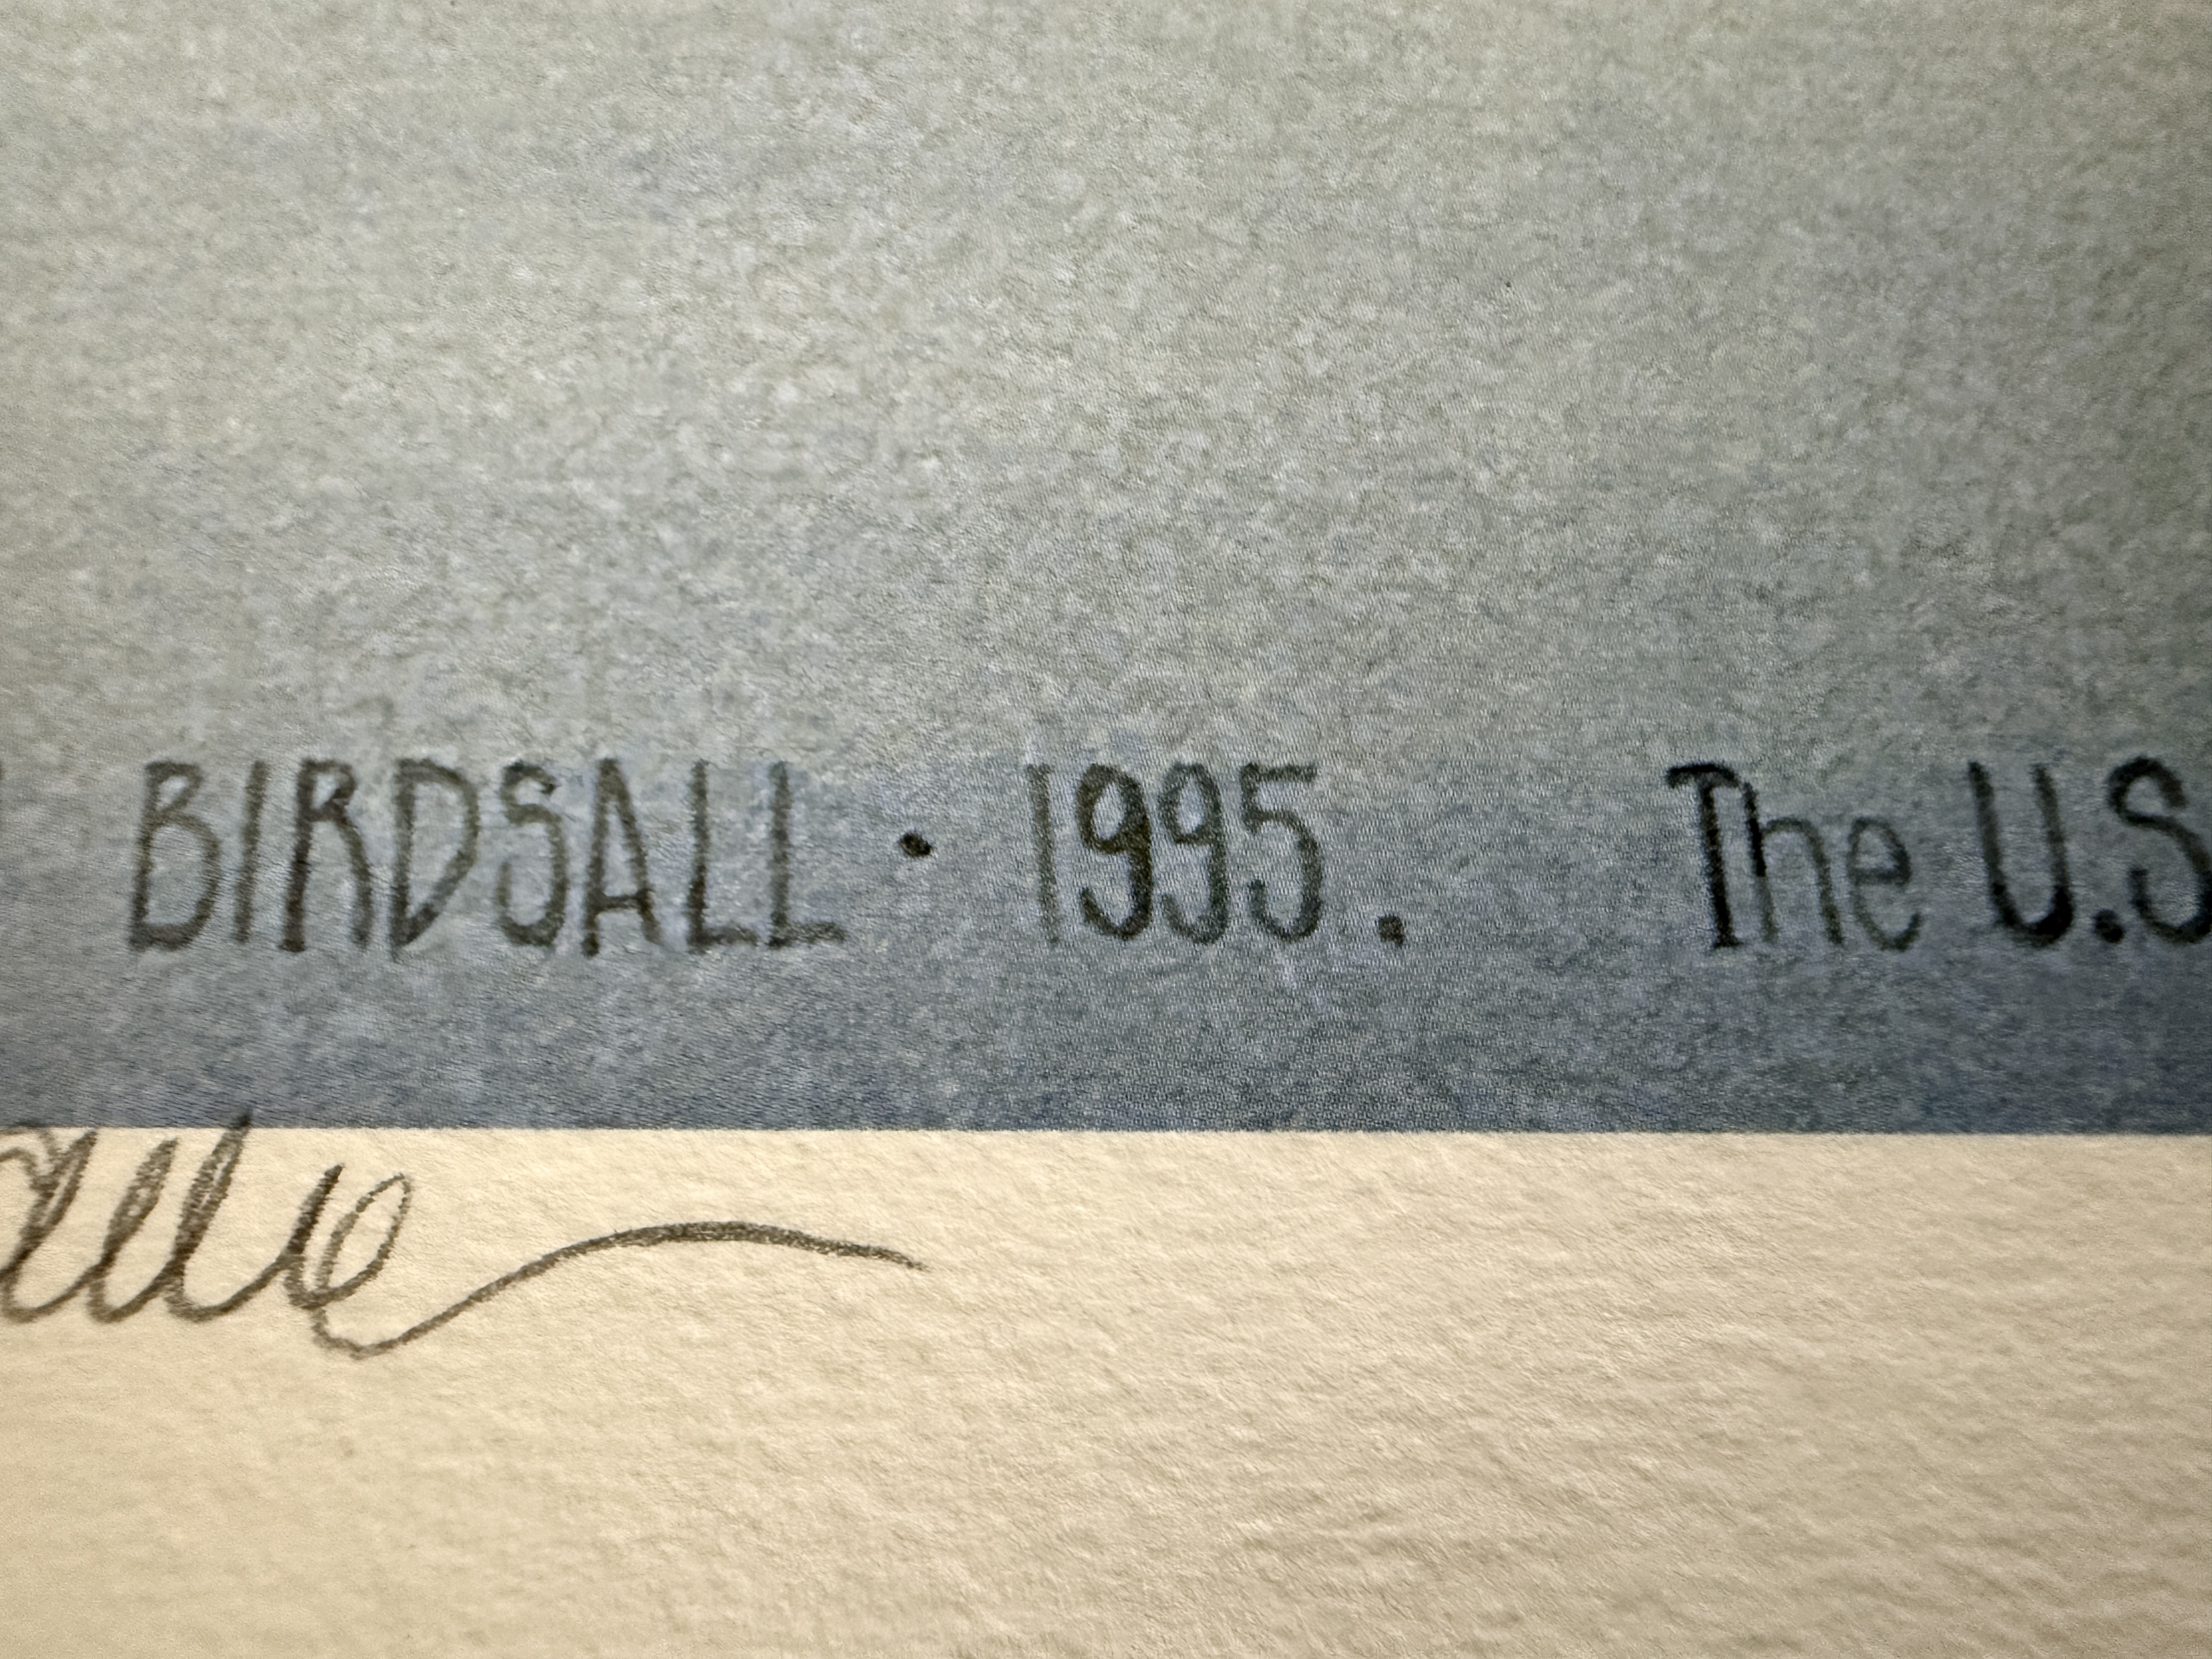 BIRDSALL · 1995. The U.S